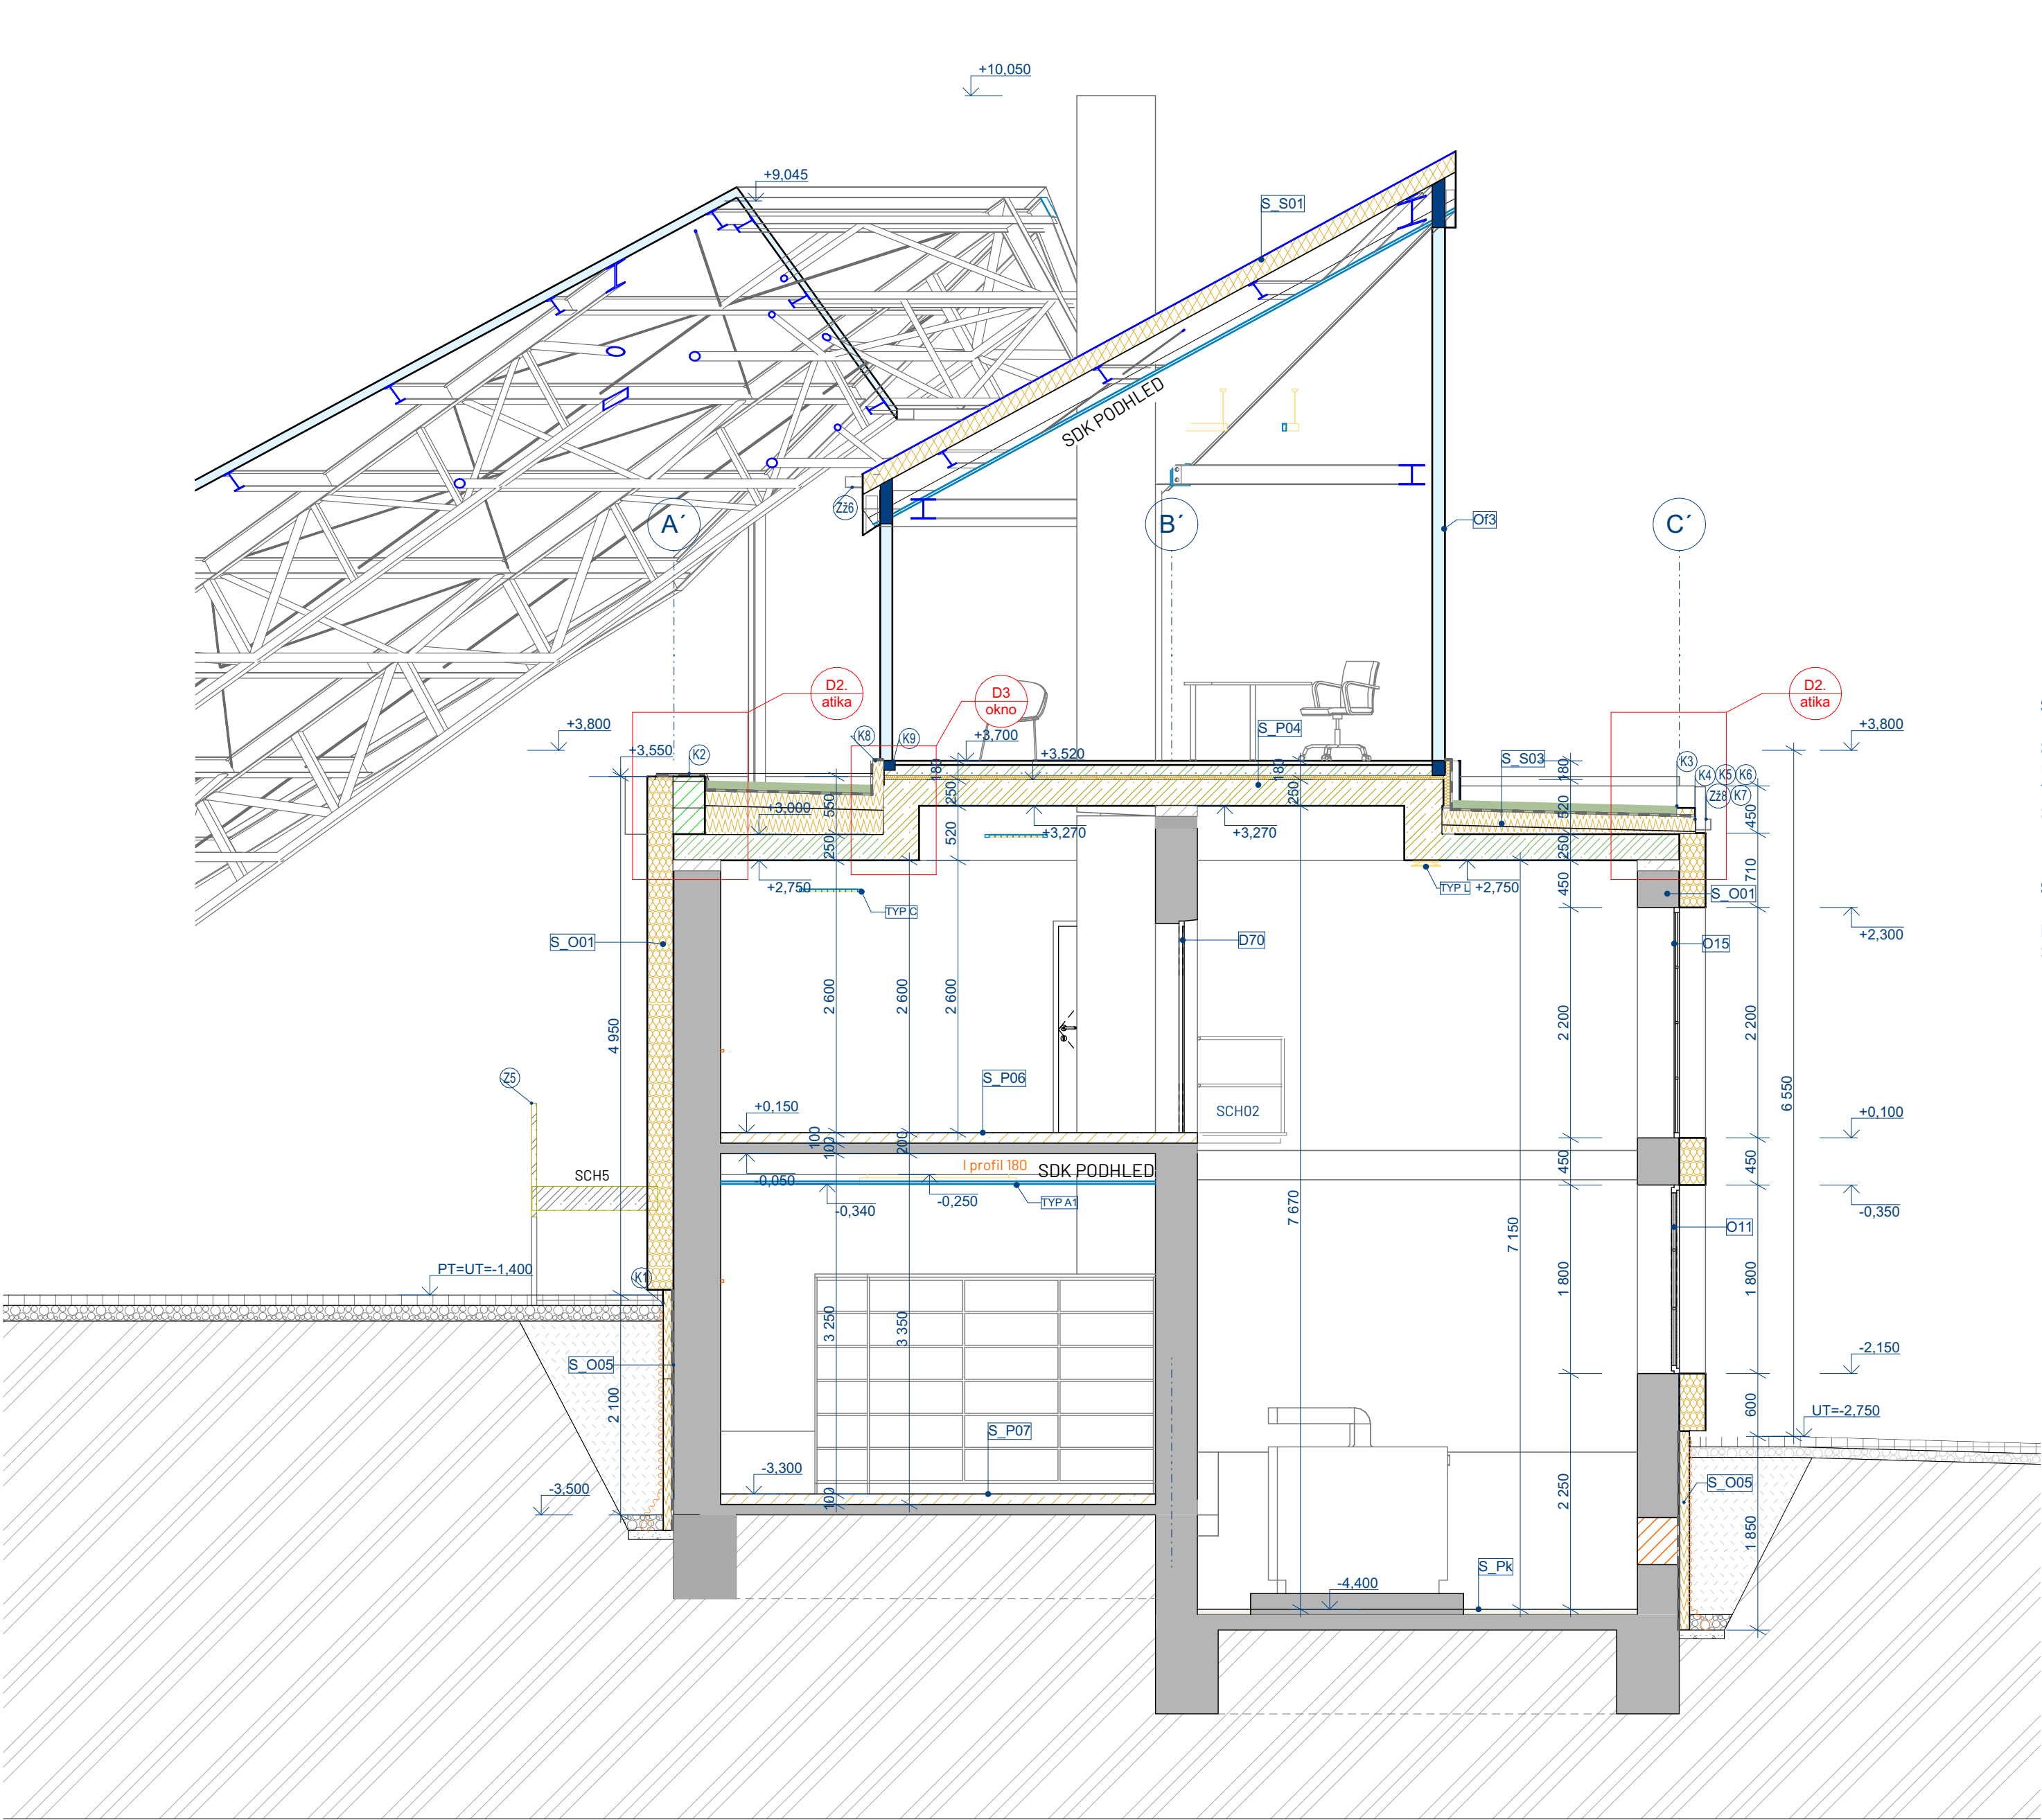 +10,050
+9,045
S_S01
SDK PODHLED
Zž6
A´
B´
C´
Of3
D2.
atika
D3
okno
D2.
atika
+3,800
+3,550
K2
K8
K9
+3,700
+3,520
S_P04
S_S03
K3
K4
K5
K6
Zž8
K7
+3,800
180
180
180
250
250
550
520
520
450
+3,000
+3,270
+3,270
250
250
+2,750
TYP C
TYP L
+2,750
450
710
S_O01
S_O01
+2,300
D70
O15
2 600
2 600
2 600
2 200
2 200
4 950
6 550
Z5
S_P06
SCH02
+0,150
+0,100
100
100
200
I profil 180
SDK PODHLED
450
450
SCH5
-0,050
-0,340
-0,250
TYP A1
-0,350
7 670
7 150
O11
PT=UT=-1,400
K1
1 800
1 800
3 250
3 350
-2,150
S_O05
2 100
600
UT=-2,750
S_P07
-3,300
-3,500
100
2 250
S_O05
1 850
S_Pk
-4,400